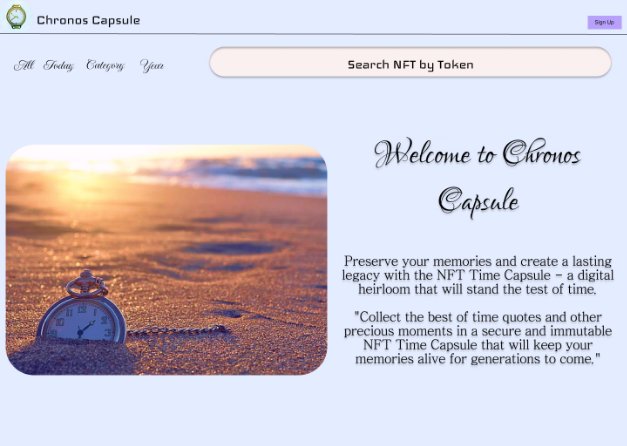 Chronos Capsule
Sign Up
All Today Category Year
Search NFT by Token
Welcome to Chronos
Capsule
Preserve your memories and create a lasting
legacy with the NFT Time Capsule - a digital
heirloom that will stand the test of time.
"Collect the best of time quotes and other
precious moments in a secure and immutable
NFT Time Capsule that will keep your
memories alive for generations to come."